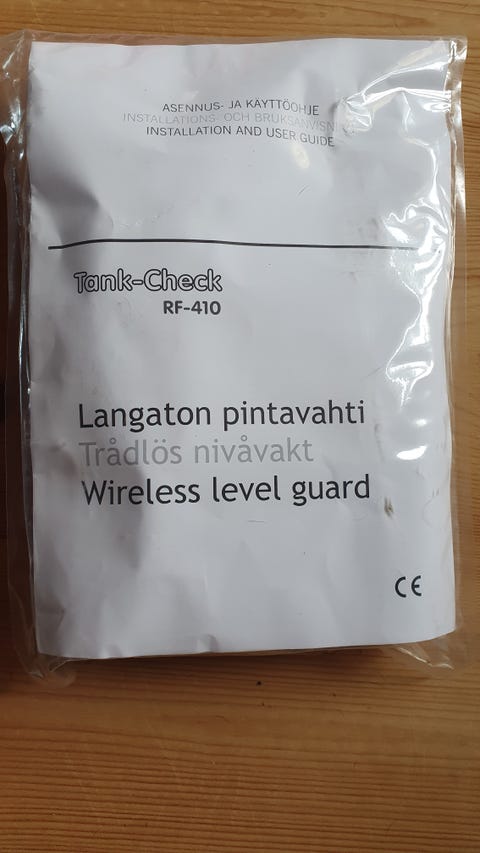 ASENNUS- JA KÄYTTÖOHJE
INSTALLATIONS- OCH BRUKSANVISNING
INSTALLATION AND USER GUIDE
Tank-Check
RF-410
Langaton pintavahti
Trådlös nivåvakt
Wireless level guard
CE